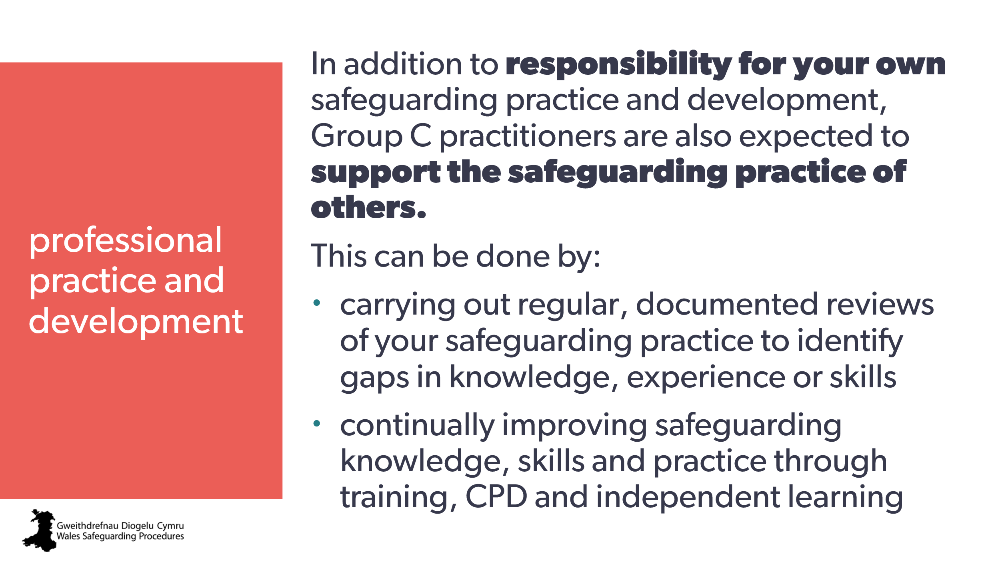 professional
practice and
development
In addition to responsibility for your own
safeguarding practice and development,
Group C practitioners are also expected to
support the safeguarding practice of
others.
This can be done by:
• carrying out regular, documented reviews
of your safeguarding practice to identify
gaps in knowledge, experience or skills
• continually improving safeguarding
knowledge, skills and practice through
training, CPD and independent learning
Gweithdrefnau Diogelu Cymru
Wales Safeguarding Procedures